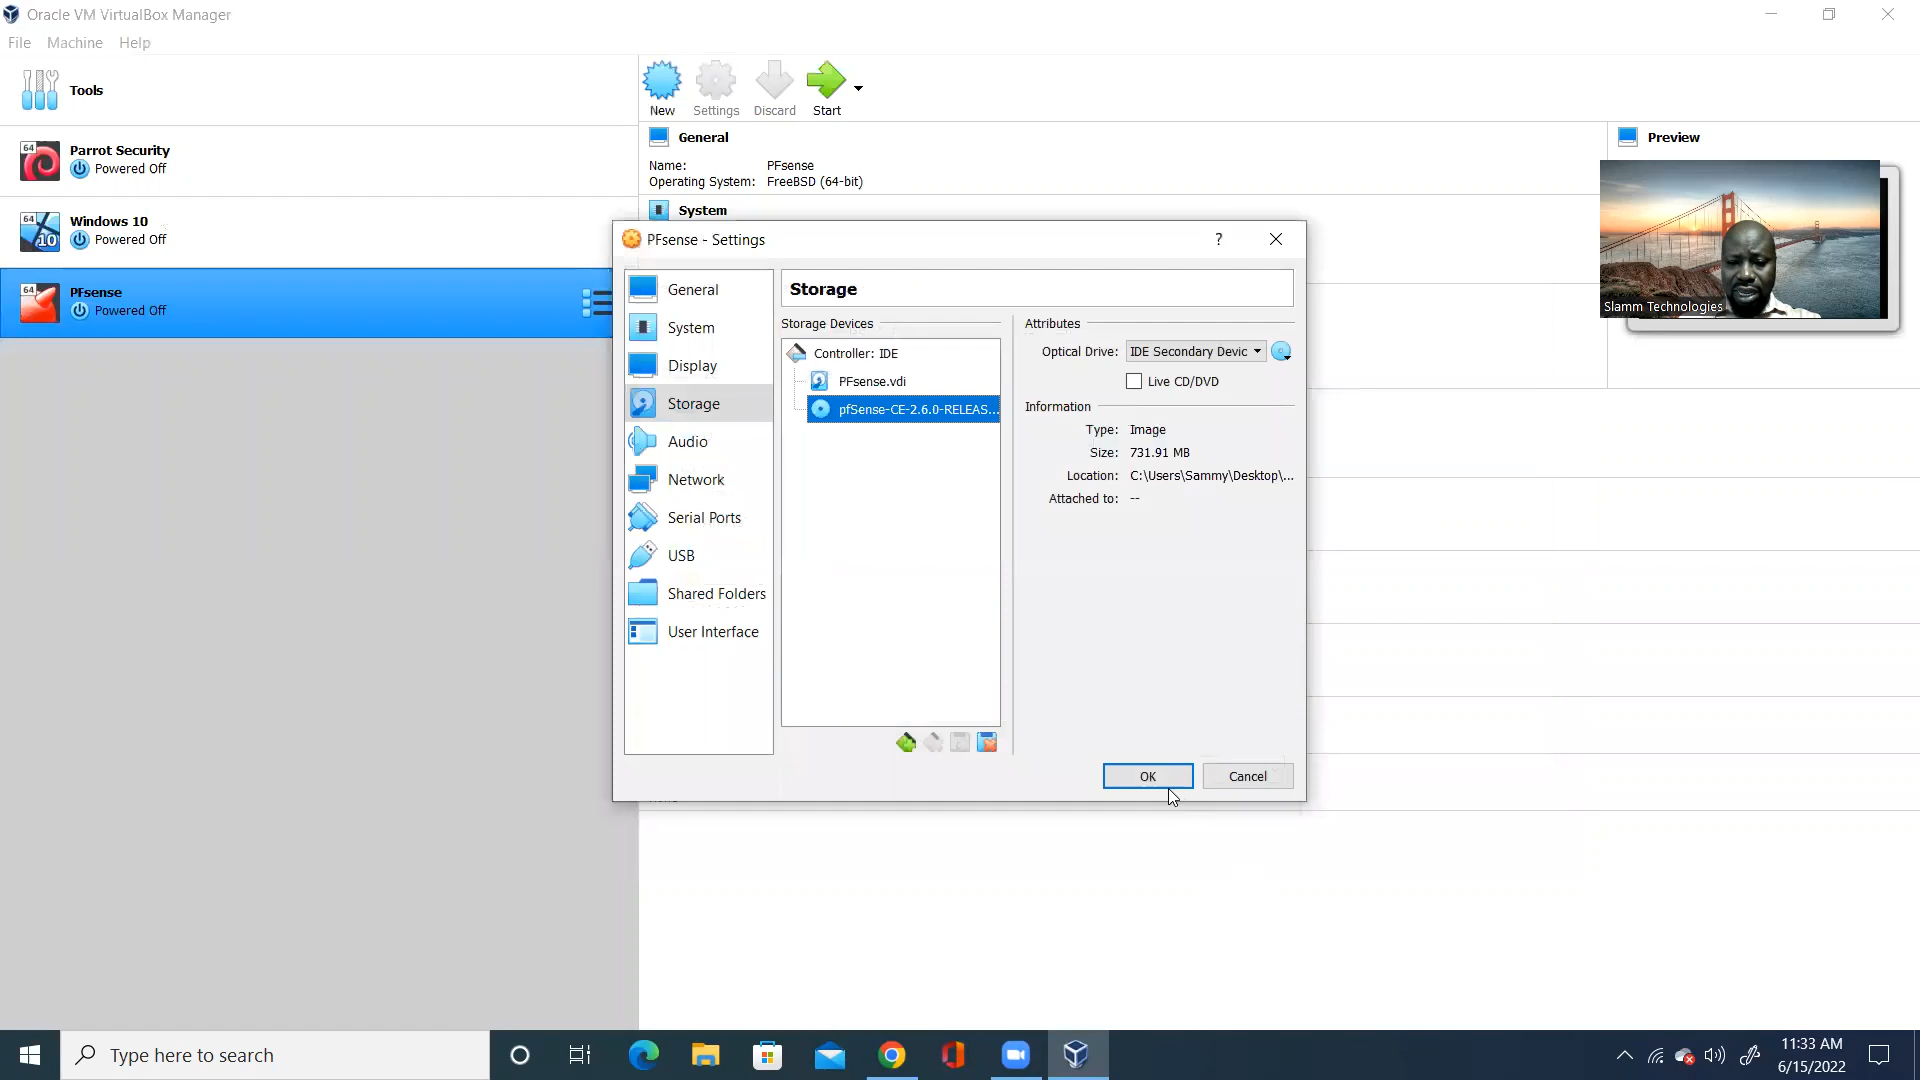 Oracle VM VirtualBox Manager
File Machine Help
Tools
New Settings Discard Start
64
Parrot Security
Powered Off
64
10
Windows 10
Powered Off
64
PFsense
Powered Off
General
Name: PFsense
Operating System: FreeBSD (64-bit)
System
Preview
Slamm Technologies
PFsense - Settings
?
General
System
Display
Storage
Audio
Network
Serial Ports
USB
Shared Folders
User Interface
Storage
Storage Devices
Controller: IDE
PFsense.vdi
pfSense-CE-2.6.0-RELEAS...
Attributes
Optical Drive: IDE Secondary Devic
Live CD/DVD
Information
Type: Image
Size: 731.91 MB
Location: C:\Users\Sammy\Desktop\...
Attached to: --
OK Cancel
Type here to search
11:33 AM
6/15/2022